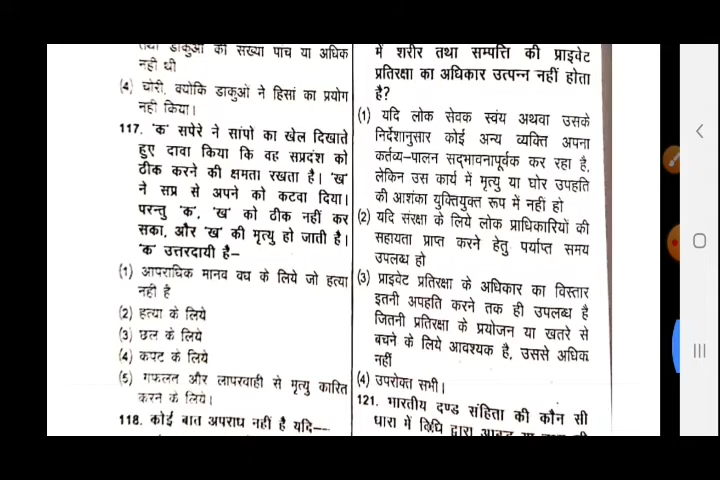 तथा डाकुओं की संख्या पांच या अधिक
नही थी
(4) चोरी, क्योकि डाकुओं ने हिसां का प्रयोग
नही किया।
117. 'क' सपेरे ने सांपो का खेल दिखाते
हुए दावा किया कि वह सप्रदंश को
ठीक करने की क्षमता रखता है। 'ख'
ने सप्र से अपने को कटवा दिया।
परन्तु 'क', 'ख' को ठीक नहीं कर
सका, और 'ख' की मृत्यु हो जाती है।
'क' उत्तरदायी है–
(1) आपराधिक मानव वध के लिये जो हत्या
नही है
(2) हत्या के लिये
(3) छल के लिये
(4) कपट के लिये
(5) गफलत और लापरवाही से मृत्यु कारित
करन के लिये।
118. कोई बात अपराध नहीं है यदि––
में शरीर तथा सम्पत्ति की प्राइवेट
प्रतिरक्षा का अधिकार उत्पन्न नहीं होता
है?
(1) यदि लोक सेवक स्वंय अथवा उसके
निर्देशानुसार कोई अन्य व्यक्ति अपना
कर्तव्य–पालन सद्भावनापूर्वक कर रहा है,
लेकिन उस कार्य में मृत्यु या घोर उपहति
की आशंका युक्तियुक्त रूप में नहीं हो
(2) यदि संरक्षा के लिये लोक प्राधिकारियों की
सहायता प्राप्त करने हेतु पर्याप्त समय
उपलब्ध हो
(3) प्राइवेट प्रतिरक्षा के अधिकार का विस्तार
इतनी अपहति करने तक ही उपलब्ध है
जितनी प्रतिरक्षा के प्रयोजन या खतरे से
बचने के लिये आवश्यक है, उससे अधिक
नहीं
(4) उपरोक्त सभी।
121. भारतीय दण्ड संहिता की कौन सी
धारा में विधि द्वारा